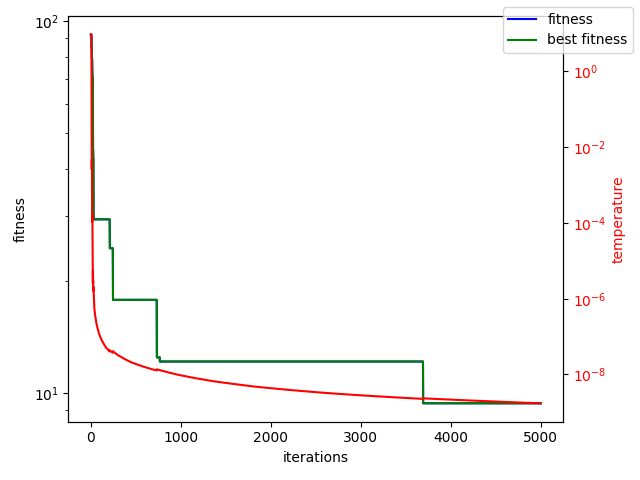 fitness
best fitness
10²
10¹
fitness
10⁰
10⁻²
10⁻⁴
10⁻⁶
10⁻⁸
temperature
0 1000 2000 3000 4000 5000
iterations